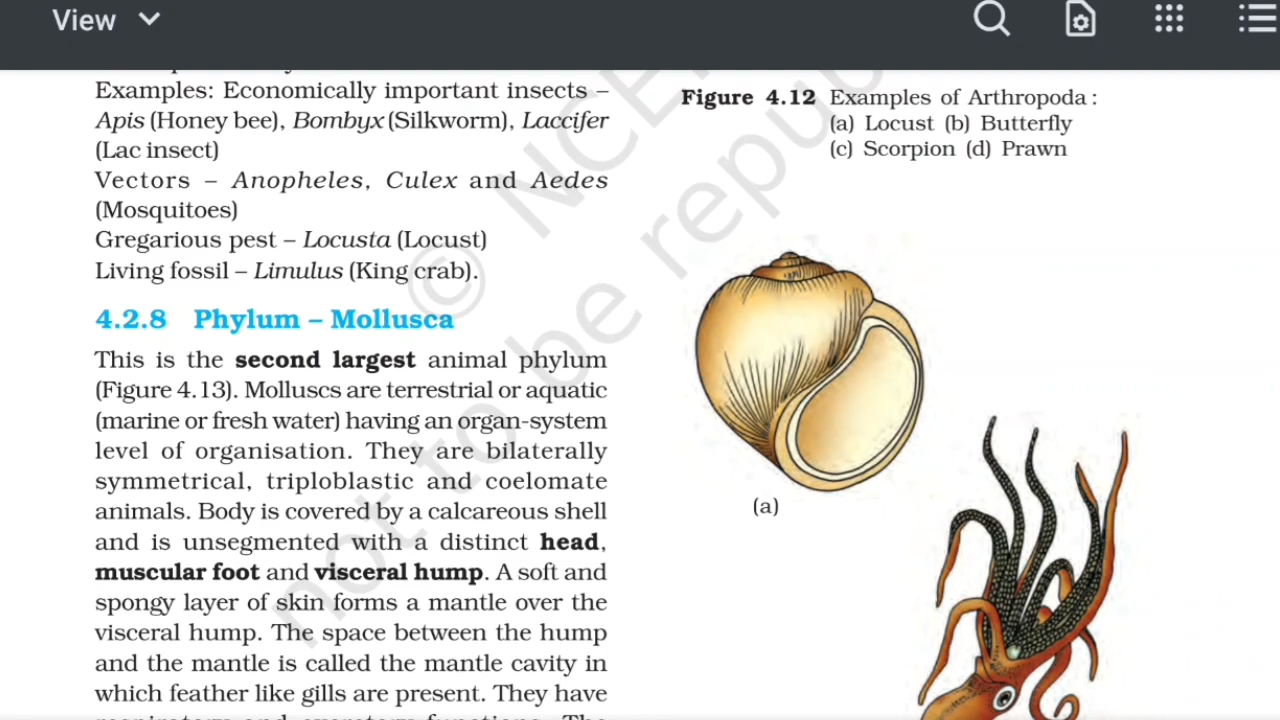 View
Examples: Economically important insects –
Apis (Honey bee), Bombyx (Silkworm), Laccifer
(Lac insect)
Vectors – Anopheles, Culex and Aedes
(Mosquitoes)
Gregarious pest – Locusta (Locust)
Living fossil – Limulus (King crab).
4.2.8 Phylum – Mollusca
This is the second largest animal phylum
(Figure 4.13). Molluscs are terrestrial or aquatic
(marine or fresh water) having an organ-system
level of organisation. They are bilaterally
symmetrical, triploblastic and coelomate
animals. Body is covered by a calcareous shell
and is unsegmented with a distinct head,
muscular foot and visceral hump. A soft and
spongy layer of skin forms a mantle over the
visceral hump. The space between the hump
and the mantle is called the mantle cavity in
which feather like gills are present. They have
Figure 4.12 Examples of Arthropoda :
(a) Locust (b) Butterfly
(c) Scorpion (d) Prawn
(a)
© NCE
not to be repub